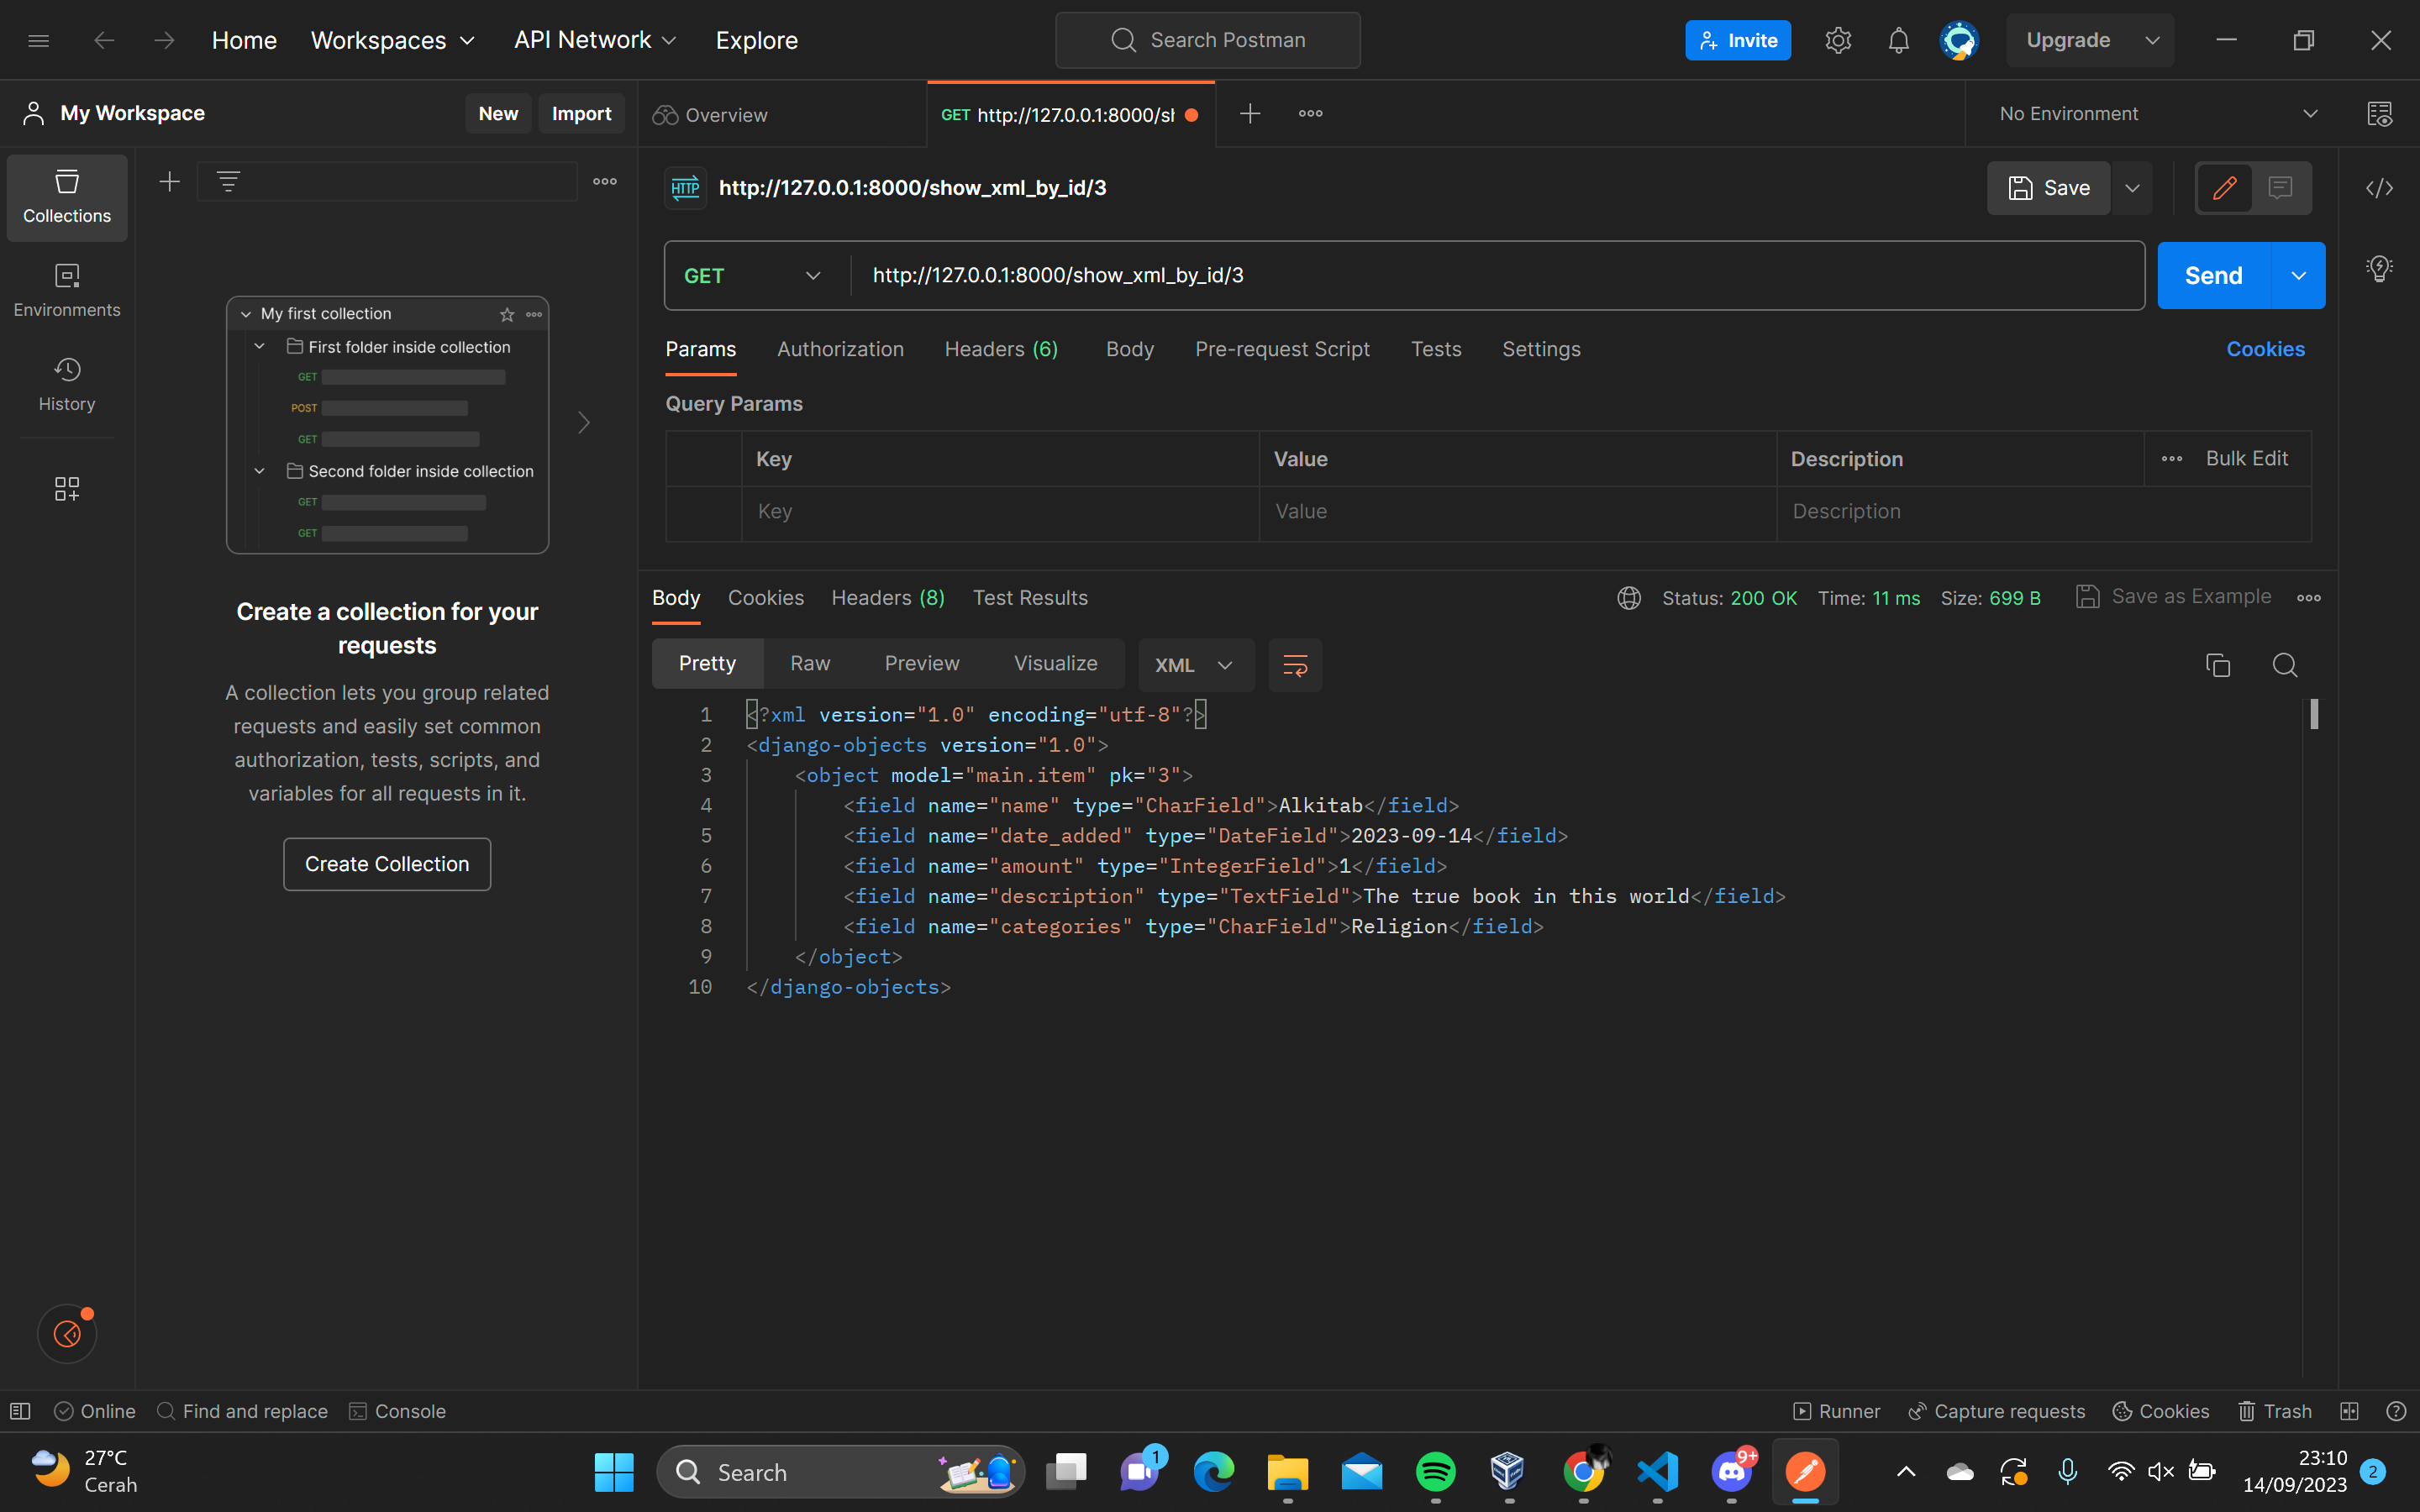 Home Workspaces API Network Explore Search Postman Invite Upgrade
My Workspace New Import Overview GET http://127.0.0.1:8000/sh No Environment
Collections
Environments
History
My first collection
First folder inside collection
GET
POST
GET
Second folder inside collection
GET
GET
Create a collection for your
requests
A collection lets you group related
requests and easily set common
authorization, tests, scripts, and
variables for all requests in it.
Create Collection
HTTP http://127.0.0.1:8000/show_xml_by_id/3 Save
GET http://127.0.0.1:8000/show_xml_by_id/3 Send
Params Authorization Headers (6) Body Pre-request Script Tests Settings Cookies
Query Params
Key Value Description Bulk Edit
Key Value Description
Body Cookies Headers (8) Test Results Status: 200 OK Time: 11 ms Size: 699 B Save as Example
Pretty Raw Preview Visualize XML
1 <?xml version="1.0" encoding="utf-8"?>
2 <django-objects version="1.0">
3 <object model="main.item" pk="3">
4 <field name="name" type="CharField">Alkitab</field>
5 <field name="date_added" type="DateField">2023-09-14</field>
6 <field name="amount" type="IntegerField">1</field>
7 <field name="description" type="TextField">The true book in this world</field>
8 <field name="categories" type="CharField">Religion</field>
9 </object>
10 </django-objects>
Online Find and replace Console Runner Capture requests Cookies Trash
27°C
Cerah
Search
1
9+
23:10
14/09/2023
2